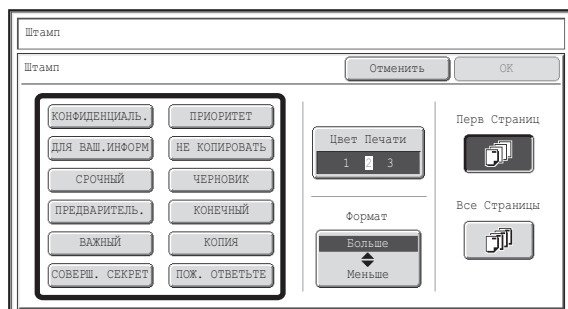 Штамп
Штамп
Отменить
OK
КОНФИДЕНЦИАЛЬ.
ПРИОРИТЕТ
ДЛЯ ВАШ.ИНФОРМ
НЕ КОПИРОВАТЬ
СРОЧНЫЙ
ЧЕРНОВИК
ПРЕДВАРИТЕЛЬ.
КОНЕЧНЫЙ
ВАЖНЫЙ
КОПИЯ
СОВЕРШ. СЕКРЕТ
ПОЖ. ОТВЕТЬТЕ
Цвет Печати
1 2 3
Формат
Больше
Меньше
Перв Страниц
Все Страницы